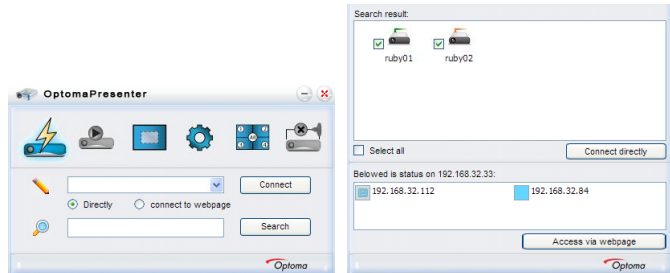 OptomaPresenter
Connect
Directly
connect to webpage
Search
Optoma
Search result:
ruby01
ruby02
Select all
Connect directly
Belowed is status on 192.168.32.33:
192.168.32.112
192.168.32.84
Access via webpage
Optoma